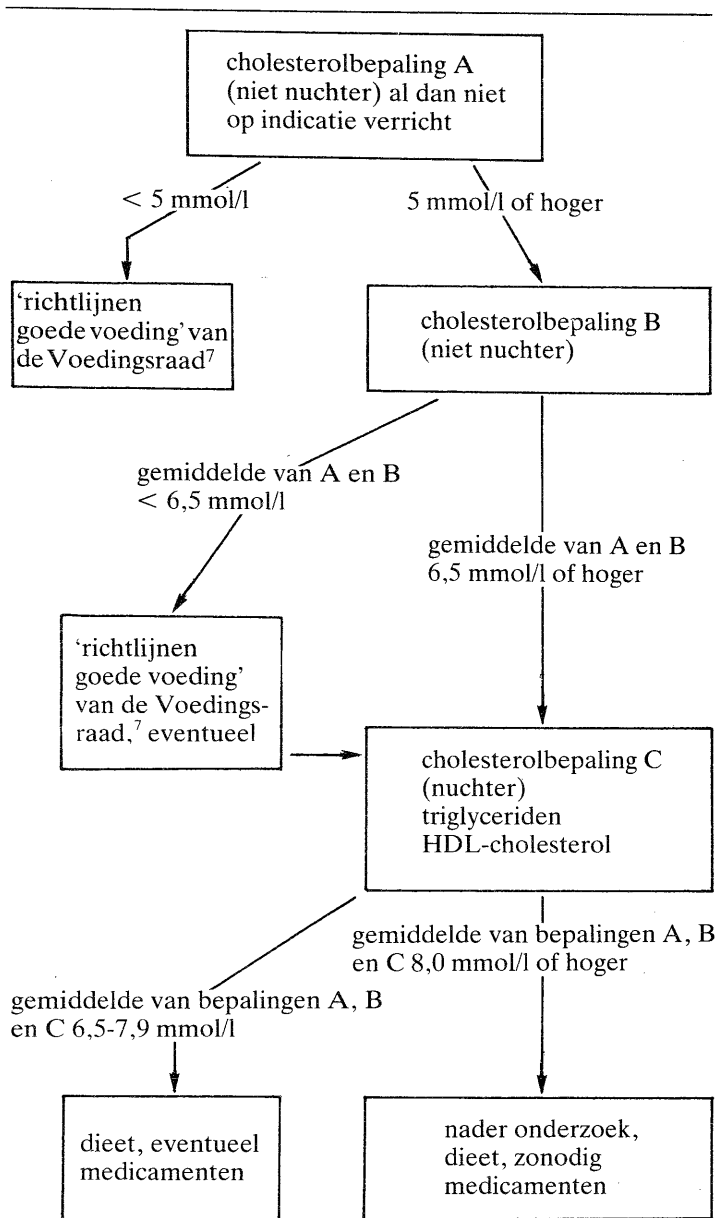 cholesterolbepaling A
(niet nuchter) al dan niet
op indicatie verricht
< 5 mmol/l
5 mmol/l of hoger
‘richtlijnen
goede voeding’ van
de Voedingsraad⁷
cholesterolbepaling B
(niet nuchter)
gemiddelde van A en B
< 6,5 mmol/l
gemiddelde van A en B
6,5 mmol/l of hoger
‘richtlijnen
goede voeding’
van de Voedings-
raad,⁷ eventueel
cholesterolbepaling C
(nuchter)
triglyceriden
HDL-cholesterol
gemiddelde van bepalingen A, B
en C 8,0 mmol/l of hoger
gemiddelde van bepalingen A, B
en C 6,5-7,9 mmol/l
dieet, eventueel
medicamenten
nader onderzoek,
dieet, zonodig
medicamenten